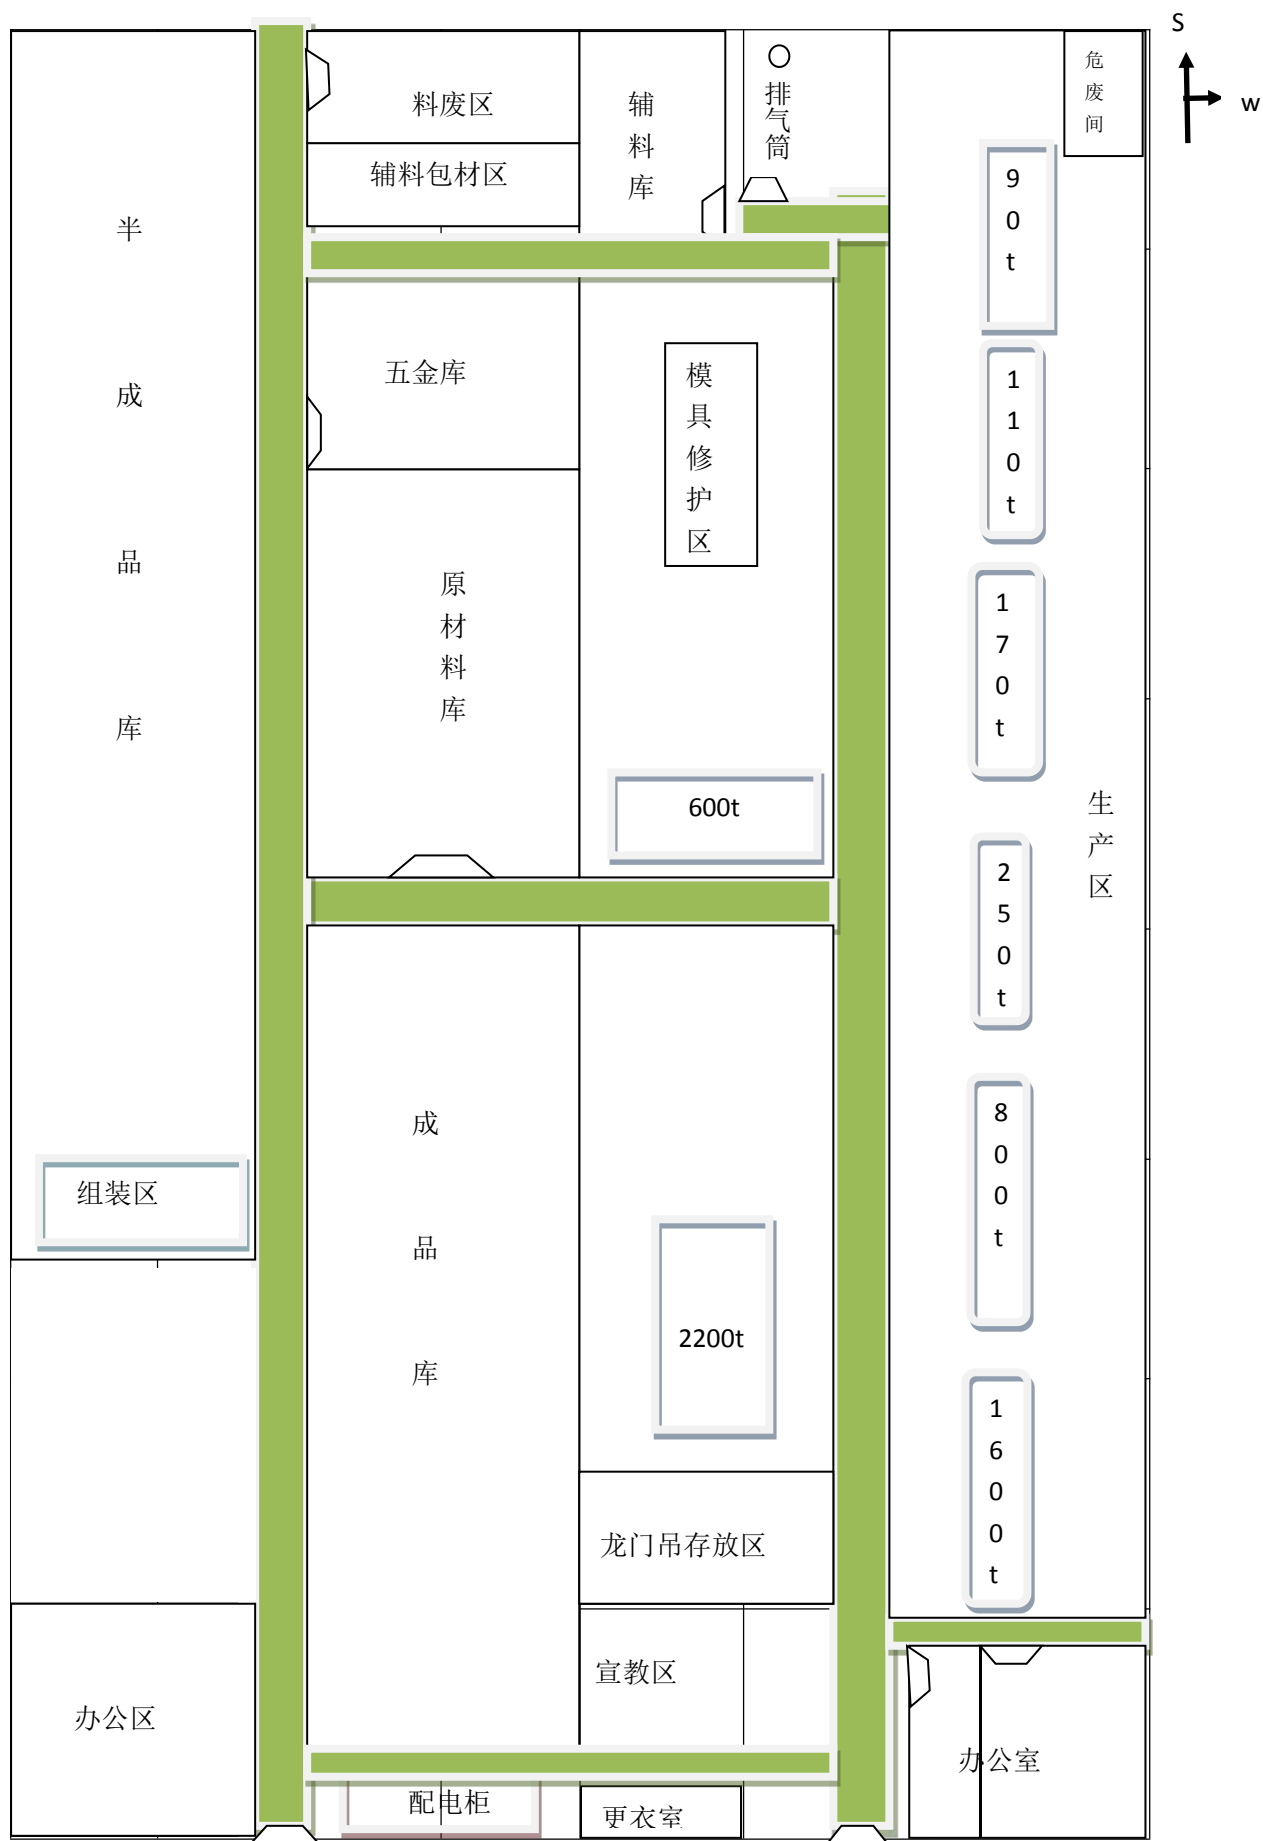 S
w
危废间
料废区
辅料库
排气筒
辅料包材区
90t
半成品库
五金库
模具修护区
110t
原材料库
170t
600t
生产区
250t
成品库
800t
组装区
2200t
1600t
龙门吊存放区
宣教区
办公区
办公室
配电柜
更衣室